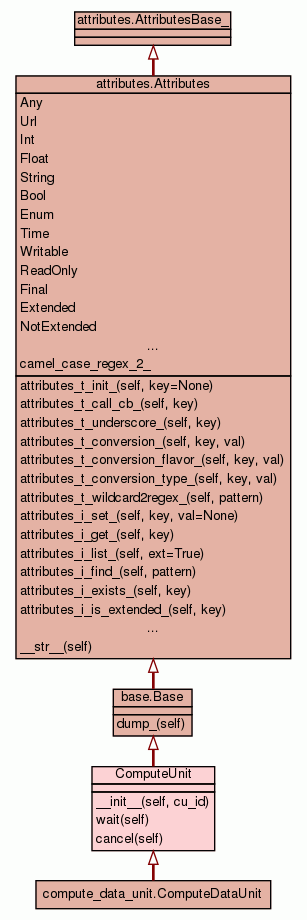 attributes.AttributesBase_
attributes.Attributes
Any
Url
Int
Float
String
Bool
Enum
Time
Writable
ReadOnly
Final
Extended
NotExtended
...
camel_case_regex_2_
attributes_t_init_(self, key=None)
attributes_t_call_cb_(self, key)
attributes_t_underscore_(self, key)
attributes_t_conversion_(self, key, val)
attributes_t_conversion_flavor_(self, key, val)
attributes_t_conversion_type_(self, key, val)
attributes_t_wildcard2regex_(self, pattern)
attributes_i_set_(self, key, val=None)
attributes_i_get_(self, key)
attributes_i_list_(self, ext=True)
attributes_i_find_(self, pattern)
attributes_i_exists_(self, key)
attributes_i_is_extended_(self, key)
...
__str__(self)
base.Base
dump_(self)
ComputeUnit
__init__(self, cu_id)
wait(self)
cancel(self)
compute_data_unit.ComputeDataUnit